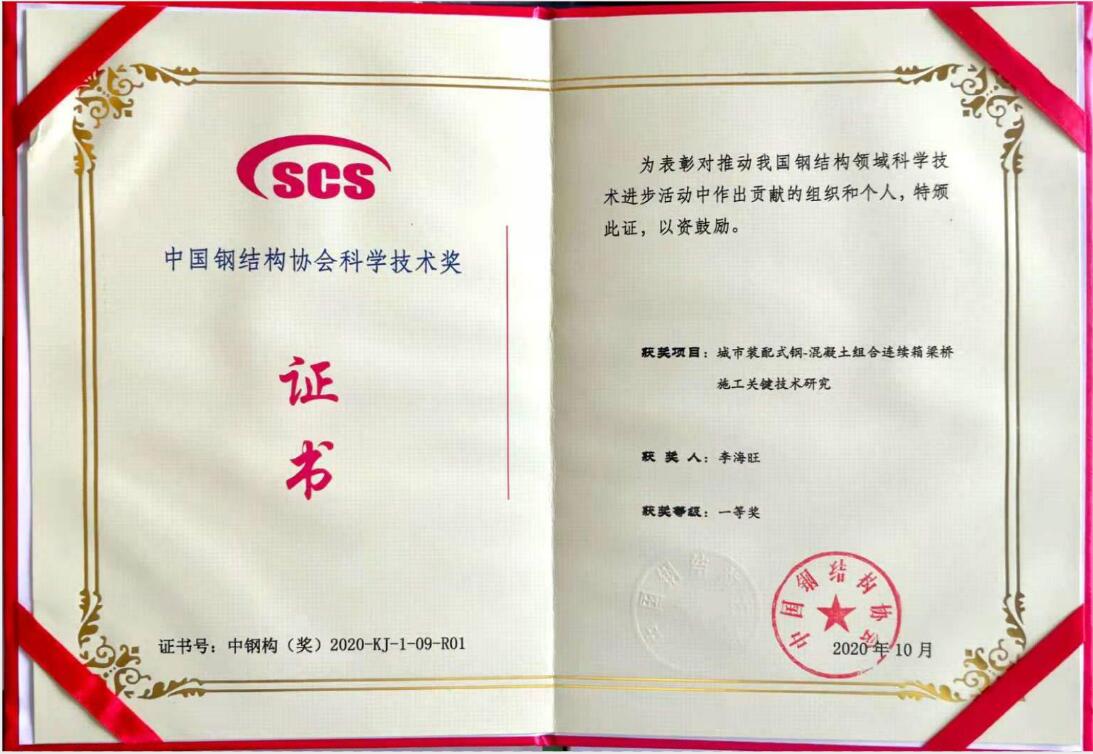 SCS
中国钢结构协会科学技术奖
证
书
证书号：中钢构（奖）2020-KJ-1-09-R01
为表彰对推动我国钢结构领域科学技
术进步活动中作出贡献的组织和个人，特颁
此证，以资鼓励。
获奖项目：城市装配式钢-混凝土组合连续箱梁桥
施工关键技术研究
获 奖 人：李海旺
获奖等级：一等奖
中国钢结构协会
2020年10月